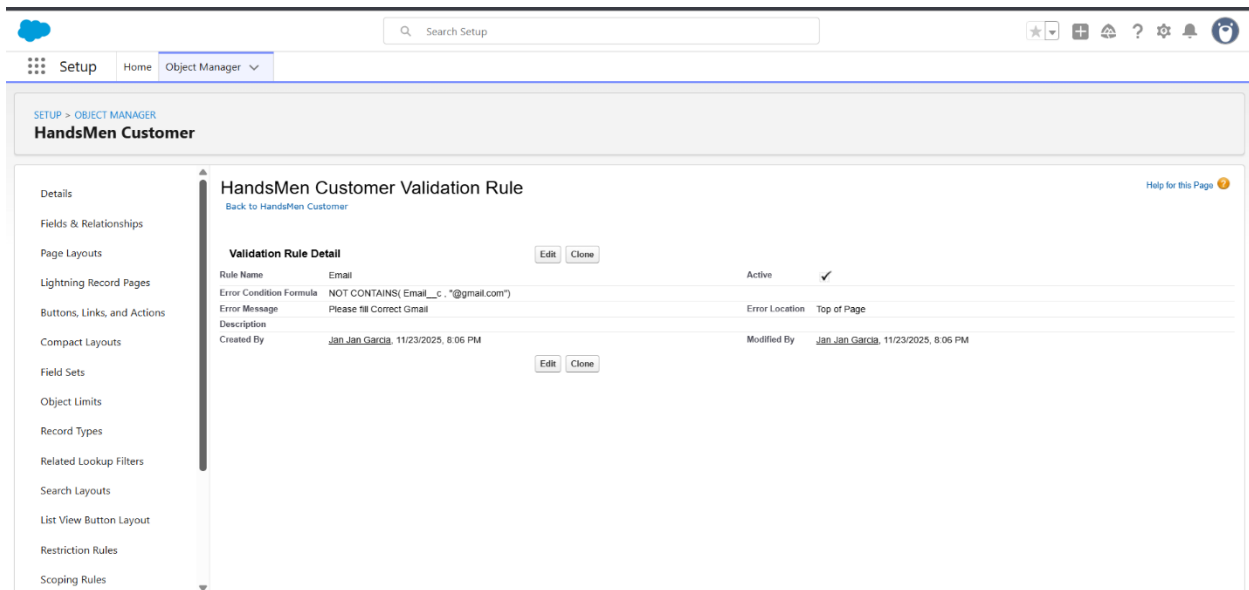 Search Setup
Setup Home Object Manager
SETUP > OBJECT MANAGER
HandsMen Customer
Details
Fields & Relationships
Page Layouts
Lightning Record Pages
Buttons, Links, and Actions
Compact Layouts
Field Sets
Object Limits
Record Types
Related Lookup Filters
Search Layouts
List View Button Layout
Restriction Rules
Scoping Rules
HandsMen Customer Validation Rule
Help for this Page
Back to HandsMen Customer
Validation Rule Detail Edit Clone
Rule Name Email Active
Error Condition Formula NOT CONTAINS( Email__c , "@gmail.com")
Error Message Please fill Correct Gmail Error Location Top of Page
Description
Created By Jan Jan Garcia, 11/23/2025, 8:06 PM Modified By Jan Jan Garcia, 11/23/2025, 8:06 PM
Edit Clone